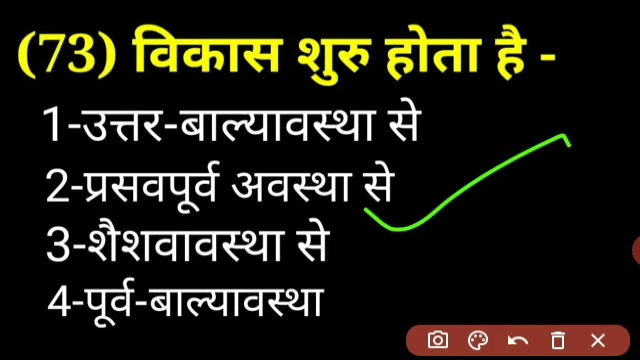 (73) विकास शुरु होता है -
1-उत्तर-बाल्यावस्था से
2-प्रसवपूर्व अवस्था से
3-शैशवावस्था से
4-पूर्व-बाल्यावस्था